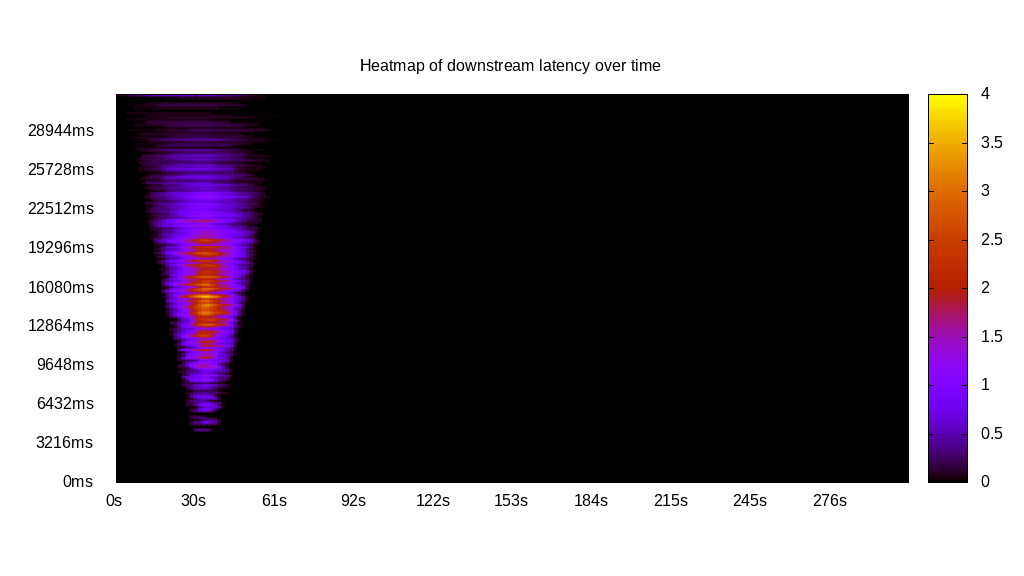 Heatmap of downstream latency over time
28944ms
25728ms
22512ms
19296ms
16080ms
12864ms
9648ms
6432ms
3216ms
0ms
0s 30s 61s 92s 122s 153s 184s 215s 245s 276s
4
3.5
3
2.5
2
1.5
1
0.5
0